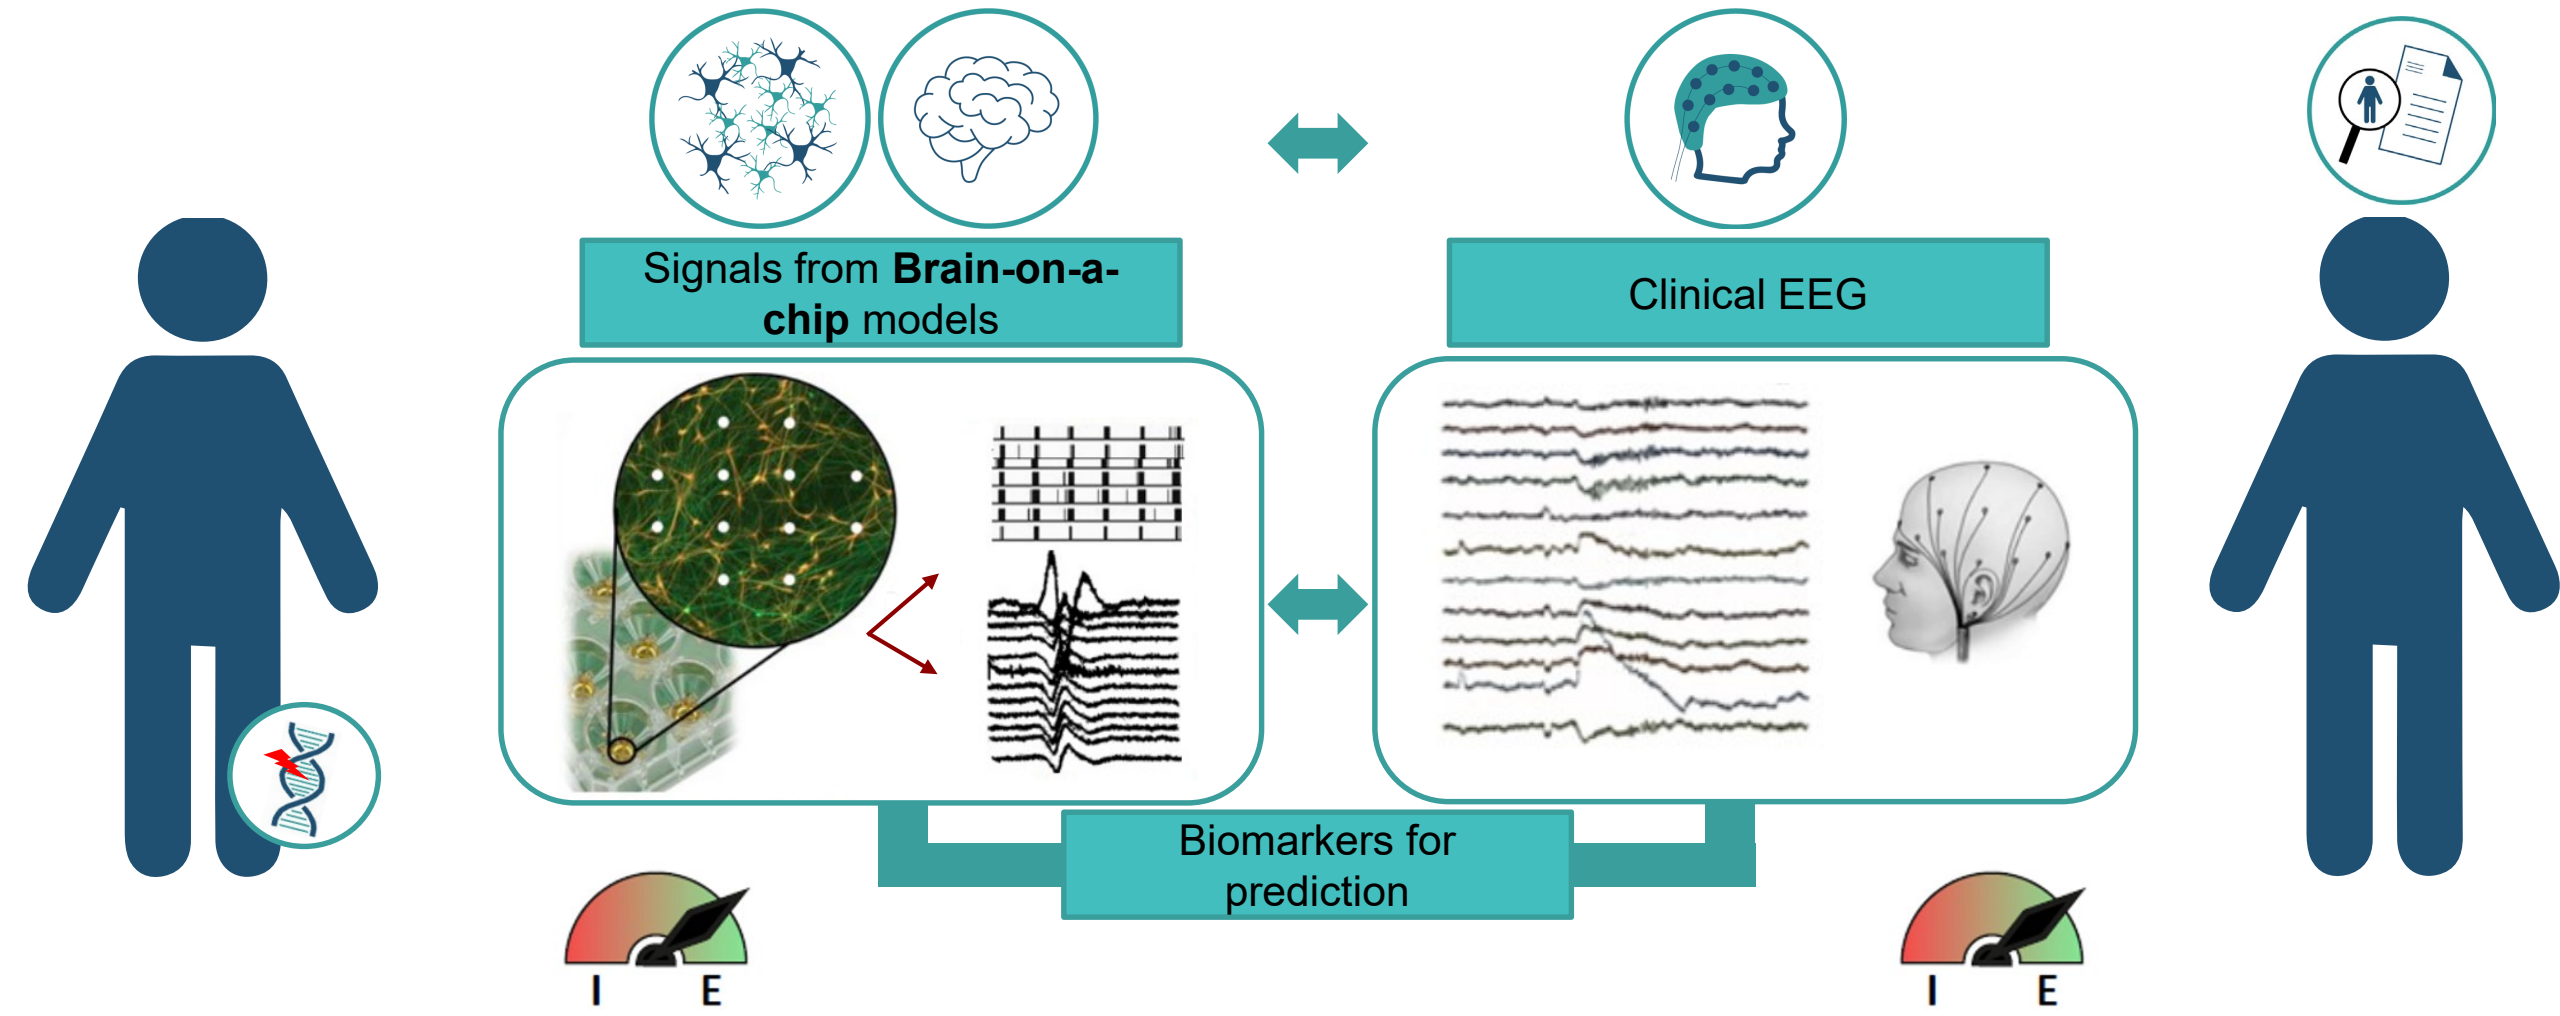 Signals from Brain-on-a-
chip models
Clinical EEG
Biomarkers for
prediction
I E
I E